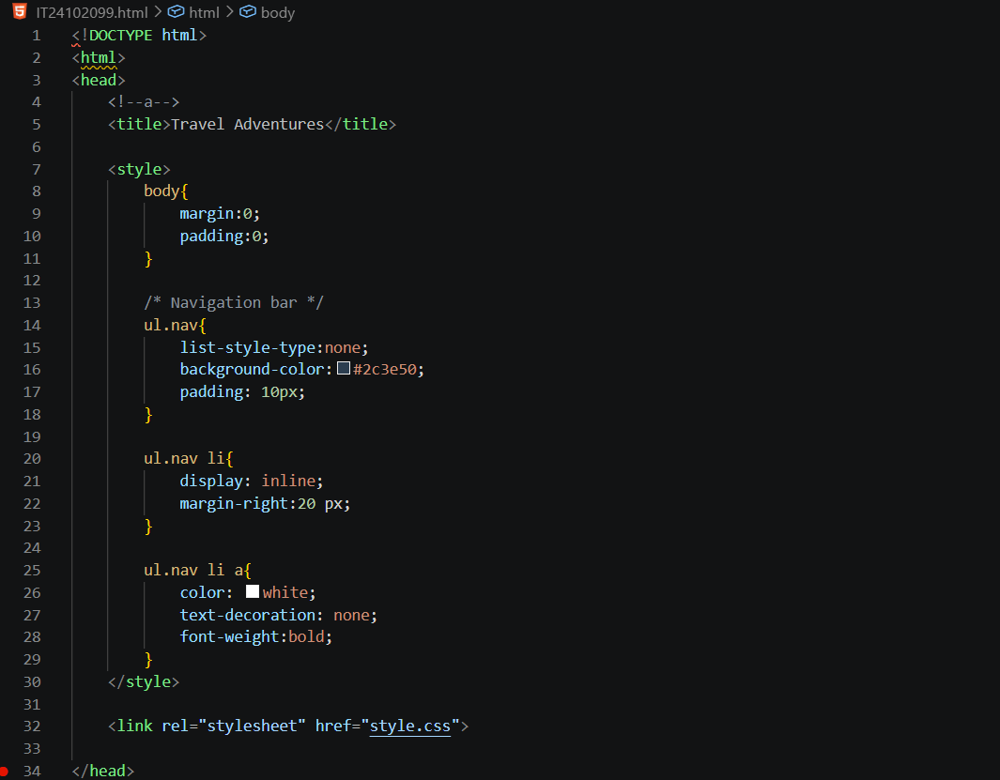 IT24102099.html > html > body
1 <!DOCTYPE html>
2 <html>
3 <head>
4     <!--a-->
5     <title>Travel Adventures</title>
6
7     <style>
8         body{
9             margin:0;
10             padding:0;
11         }
12
13         /* Navigation bar */
14         ul.nav{
15             list-style-type:none;
16             background-color:#2c3e50;
17             padding: 10px;
18         }
19
20         ul.nav li{
21             display: inline;
22             margin-right:20 px;
23         }
24
25         ul.nav li a{
26             color: white;
27             text-decoration: none;
28             font-weight:bold;
29         }
30     </style>
31
32     <link rel="stylesheet" href="style.css">
33
34 </head>